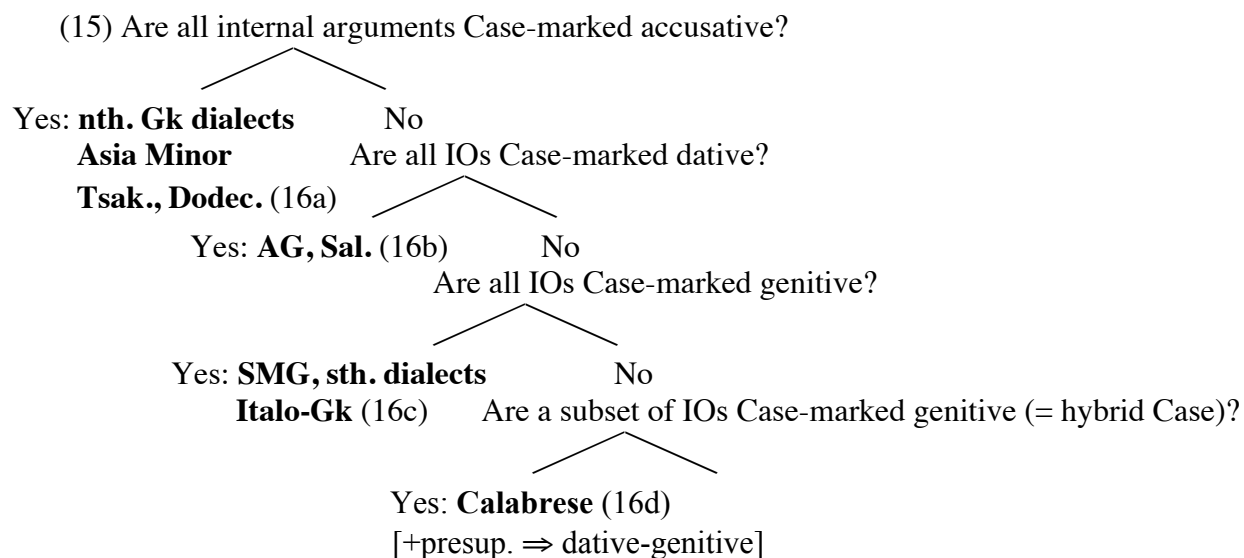 (15) Are all internal arguments Case-marked accusative?
Yes: nth. Gk dialects No
Asia Minor Are all IOs Case-marked dative?
Tsak., Dodec. (16a)
Yes: AG, Sal. (16b) No
Are all IOs Case-marked genitive?
Yes: SMG, sth. dialects No
Italo-Gk (16c) Are a subset of IOs Case-marked genitive (= hybrid Case)?
Yes: Calabrese (16d)
[+presup. ⇒ dative-genitive]